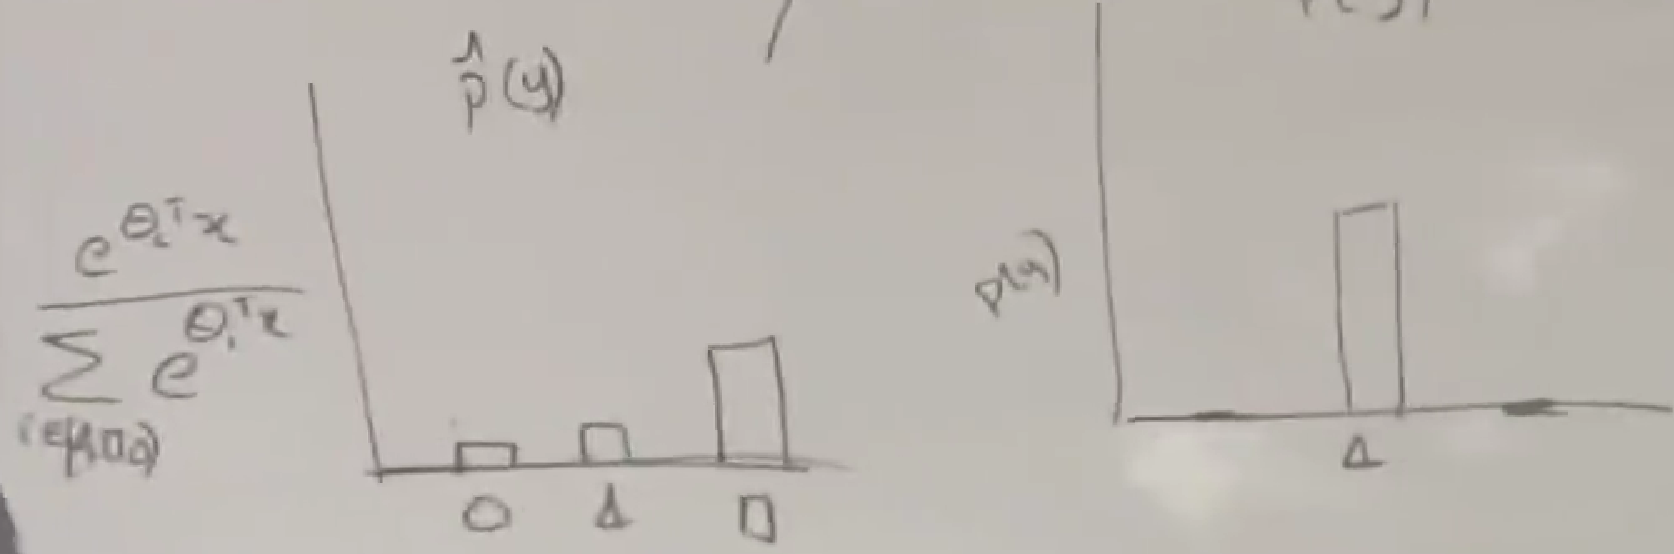 p̂(y)
e^{θᵢᵀx}
Σ e^{θᵢᵀx}
i∈{Δ□○}
○ Δ □
p(y)
Δ